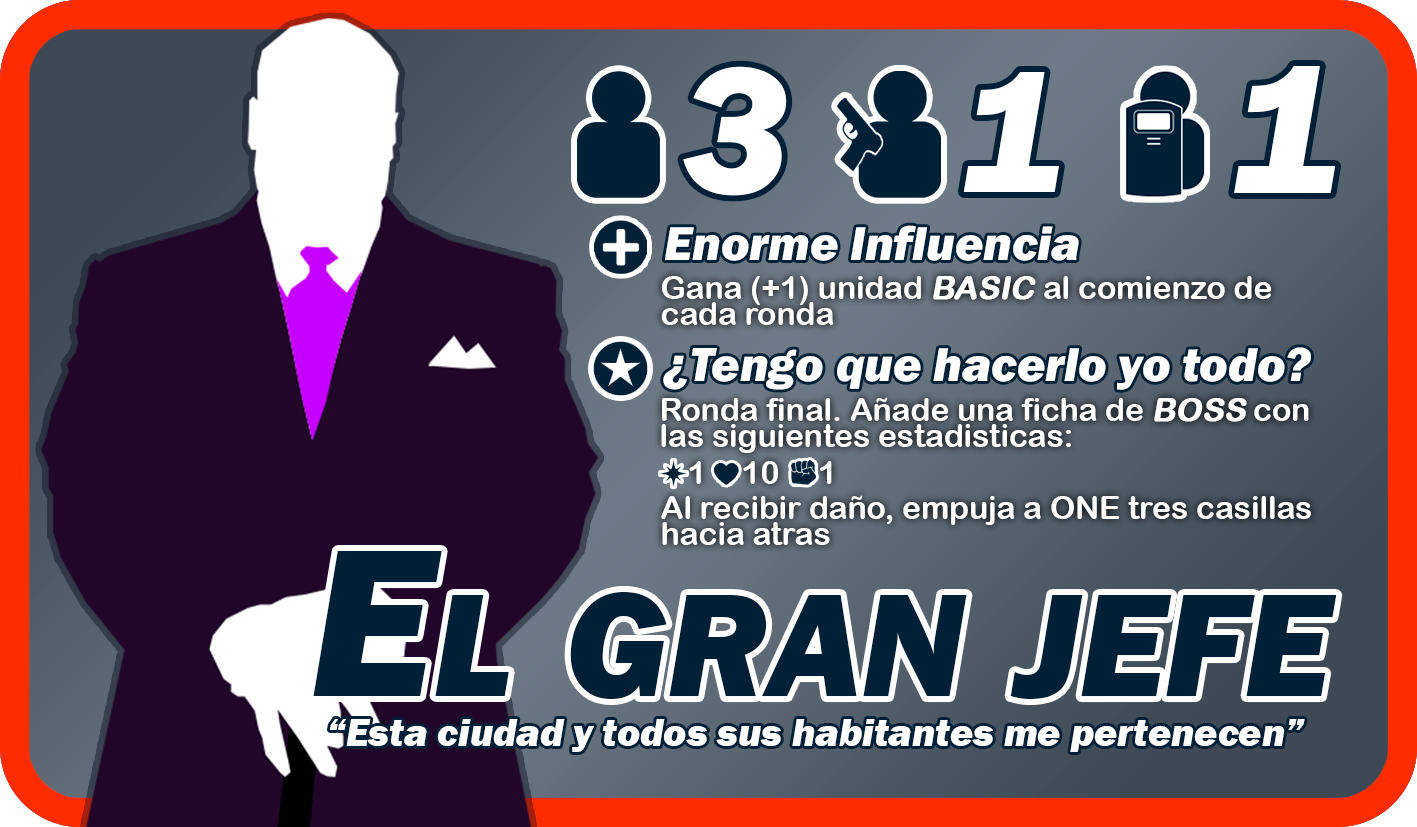 3 1 1
Enorme Influencia
Gana (+1) unidad BASIC al comienzo de
cada ronda
¿Tengo que hacerlo yo todo?
Ronda final. Añade una ficha de BOSS con
las siguientes estadisticas:
1 10 1
Al recibir daño, empuja a ONE tres casillas
hacia atras
EL GRAN JEFE
“Esta ciudad y todos sus habitantes me pertenecen”